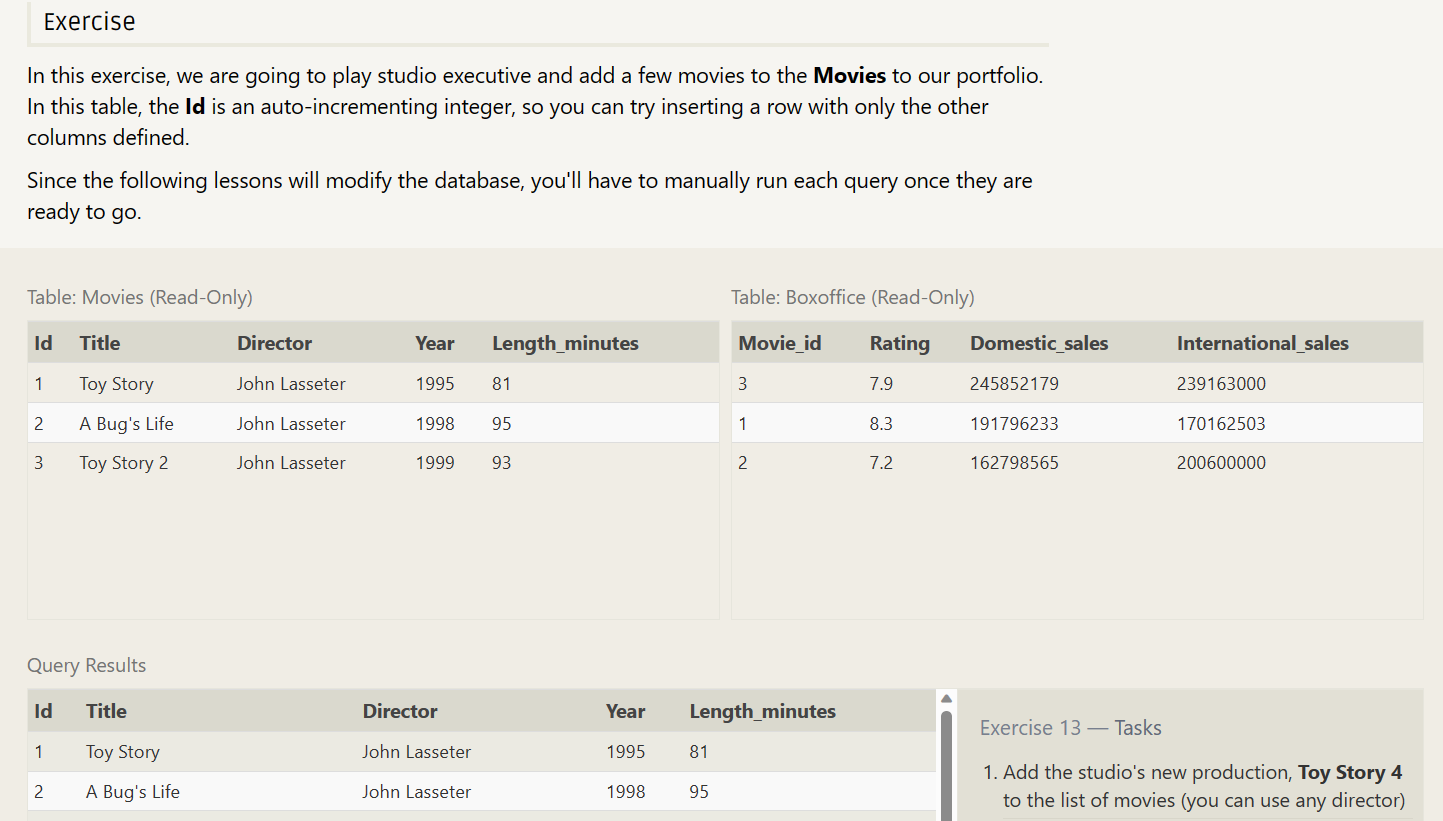 Exercise
In this exercise, we are going to play studio executive and add a few movies to the Movies to our portfolio.
In this table, the Id is an auto-incrementing integer, so you can try inserting a row with only the other
columns defined.
Since the following lessons will modify the database, you'll have to manually run each query once they are
ready to go.
Table: Movies (Read-Only)
Id Title Director Year Length_minutes
1 Toy Story John Lasseter 1995 81
2 A Bug's Life John Lasseter 1998 95
3 Toy Story 2 John Lasseter 1999 93
Table: Boxoffice (Read-Only)
Movie_id Rating Domestic_sales International_sales
3 7.9 245852179 239163000
1 8.3 191796233 170162503
2 7.2 162798565 200600000
Query Results
Id Title Director Year Length_minutes
1 Toy Story John Lasseter 1995 81
2 A Bug's Life John Lasseter 1998 95
Exercise 13 — Tasks
1. Add the studio's new production, Toy Story 4
to the list of movies (you can use any director)